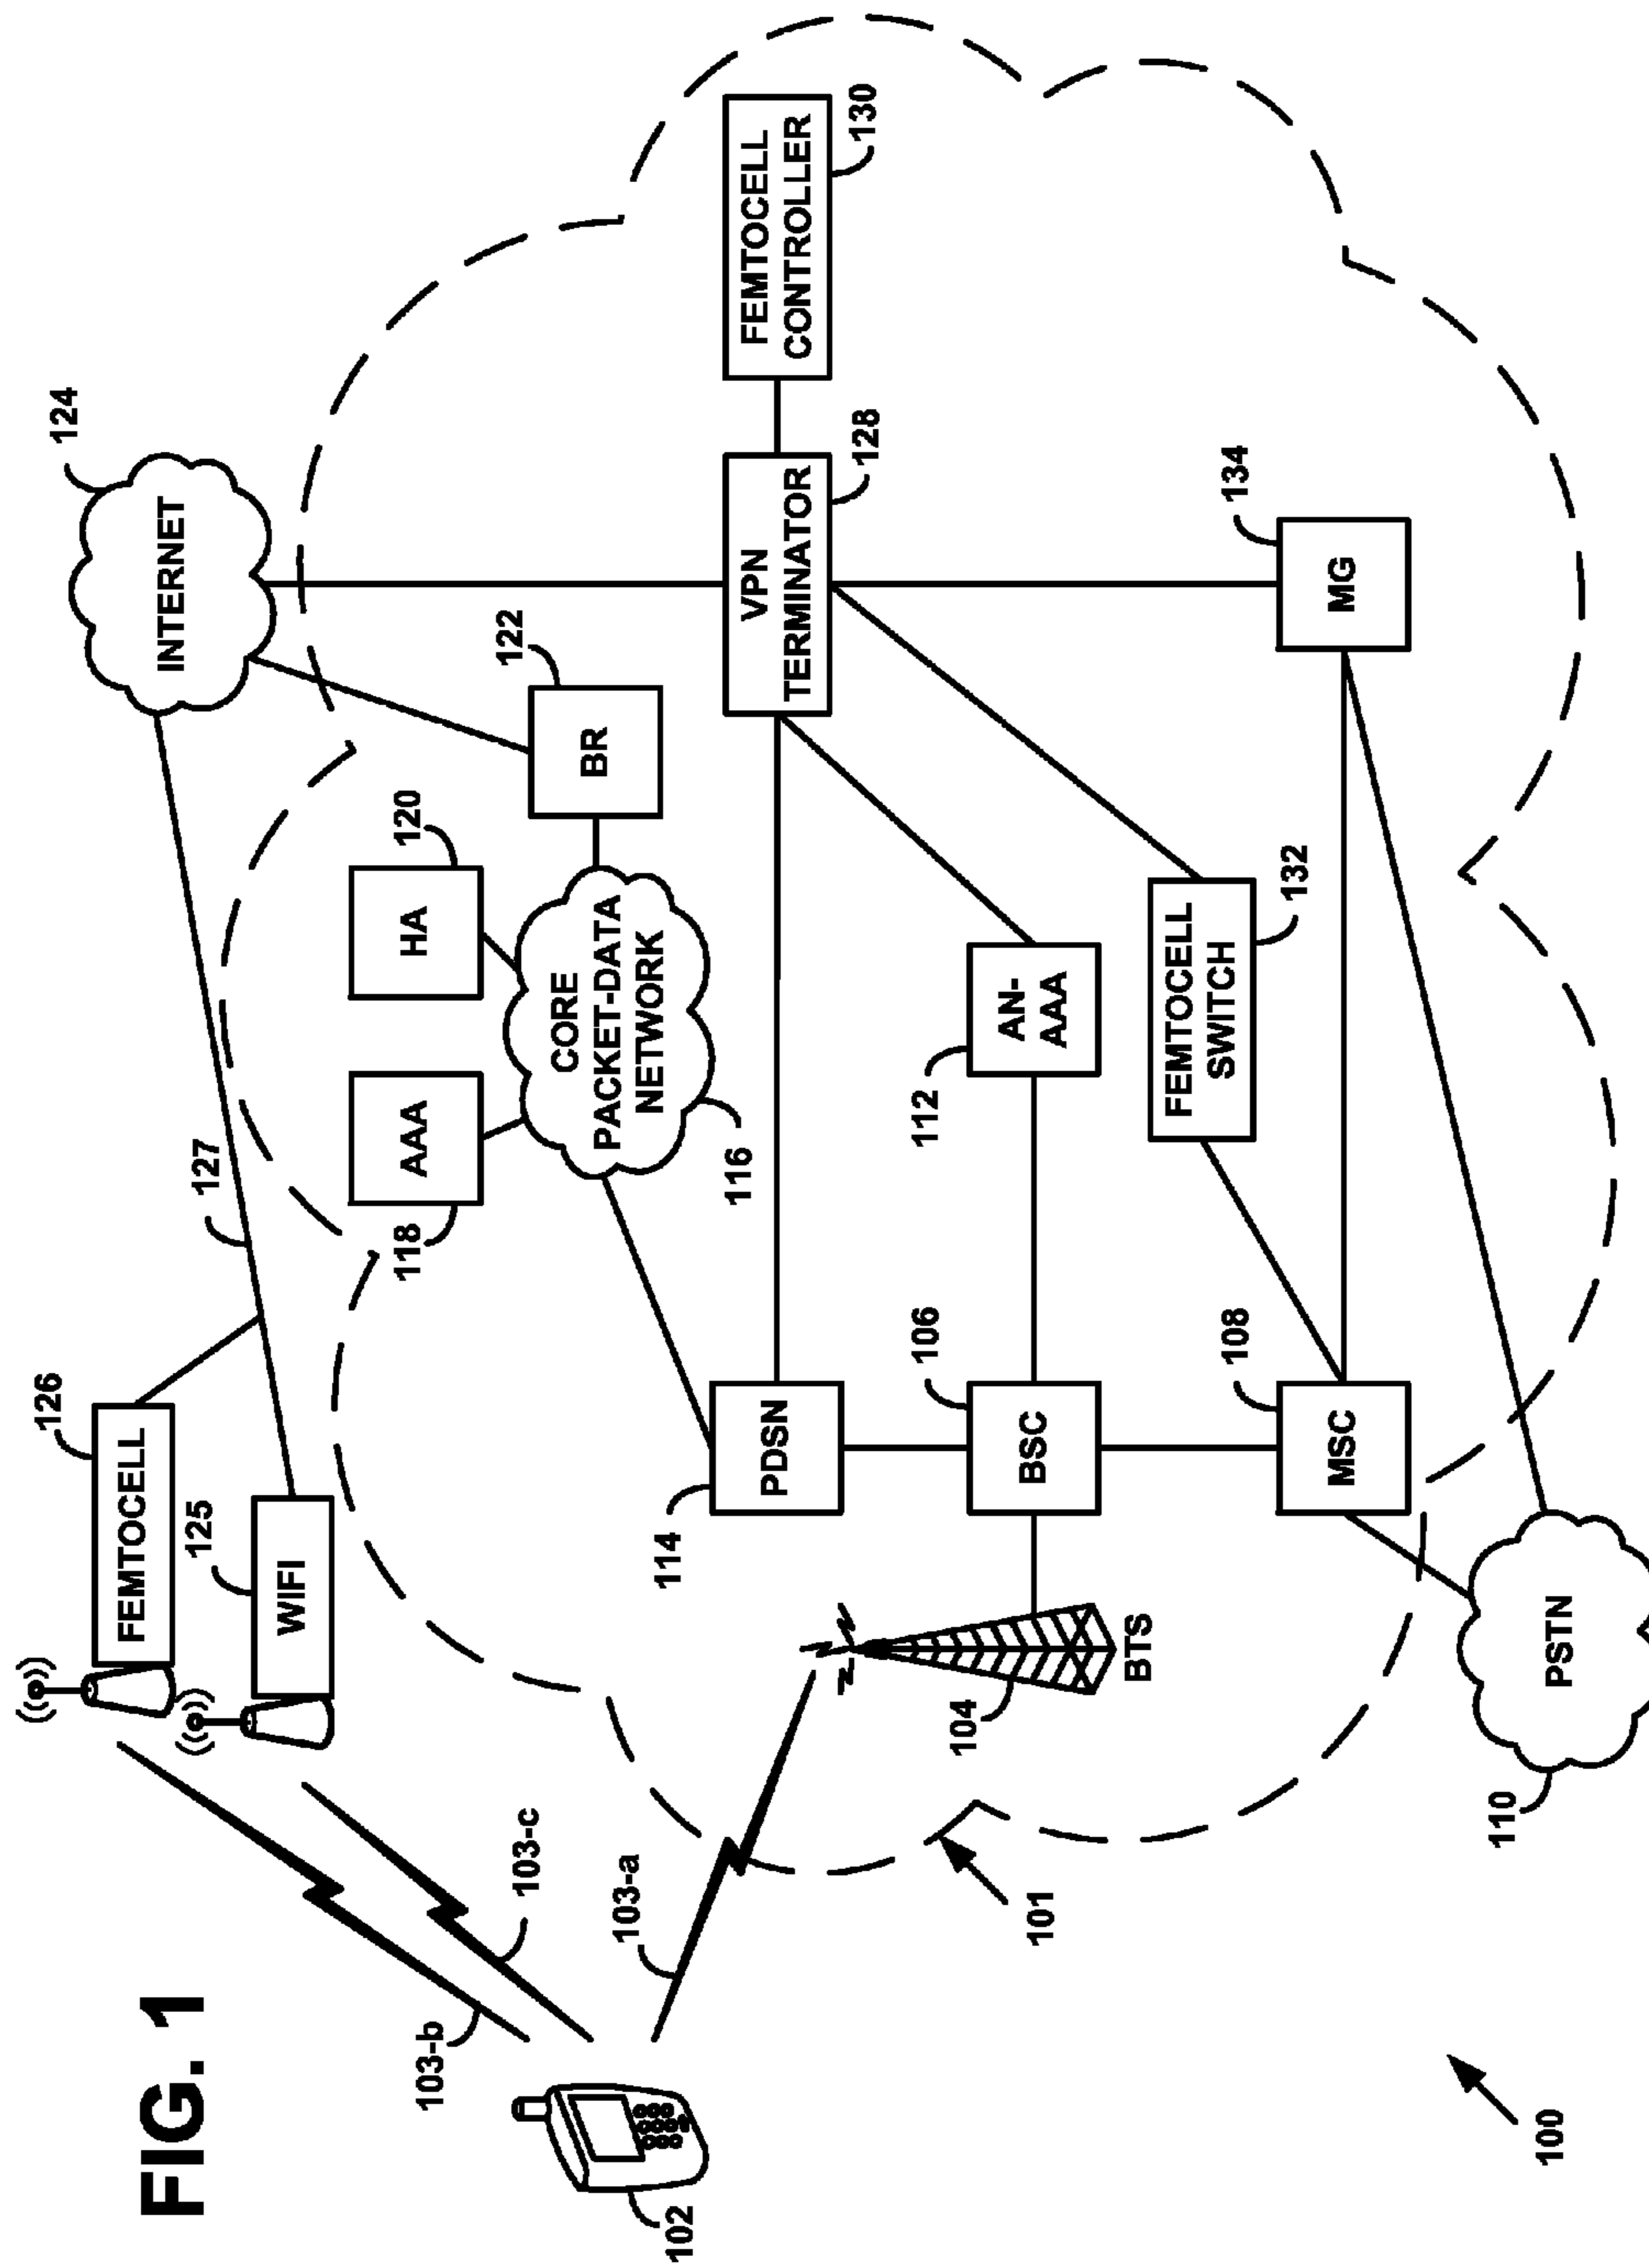 FIG. 1
126
FEMTOCELL
125
WIFI
127
124
INTERNET
103-b
103-c
103-a
102
118
AAA
120
HA
122
BR
CORE
PACKET-DATA
NETWORK
116
114
PDSN
VPN
TERMINATOR
128
FEMTOCELL
CONTROLLER
130
104
BTS
106
BSC
112
AN-
AAA
101
108
MSC
FEMTOCELL
SWITCH
132
134
MG
110
PSTN
100